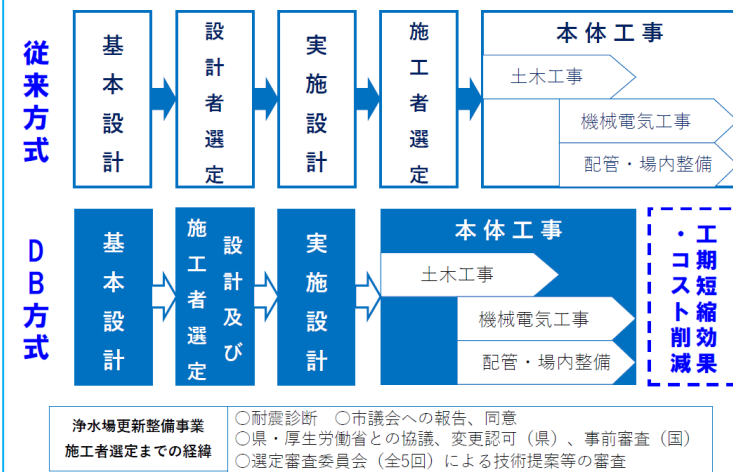 従来方式
基本設計
設計者選定
実施設計
施工者選定
本体工事
土木工事
機械電気工事
配管・場内整備
DB方式
基本設計
設計及び
施工者選定
実施設計
本体工事
土木工事
機械電気工事
配管・場内整備
工期短縮効果
・コスト削減
浄水場更新整備事業
施工者選定までの経緯
○耐震診断 ○市議会への報告、同意
○県・厚生労働省との協議、変更認可（県）、事前審査（国）
○選定審査委員会（全5回）による技術提案等の審査